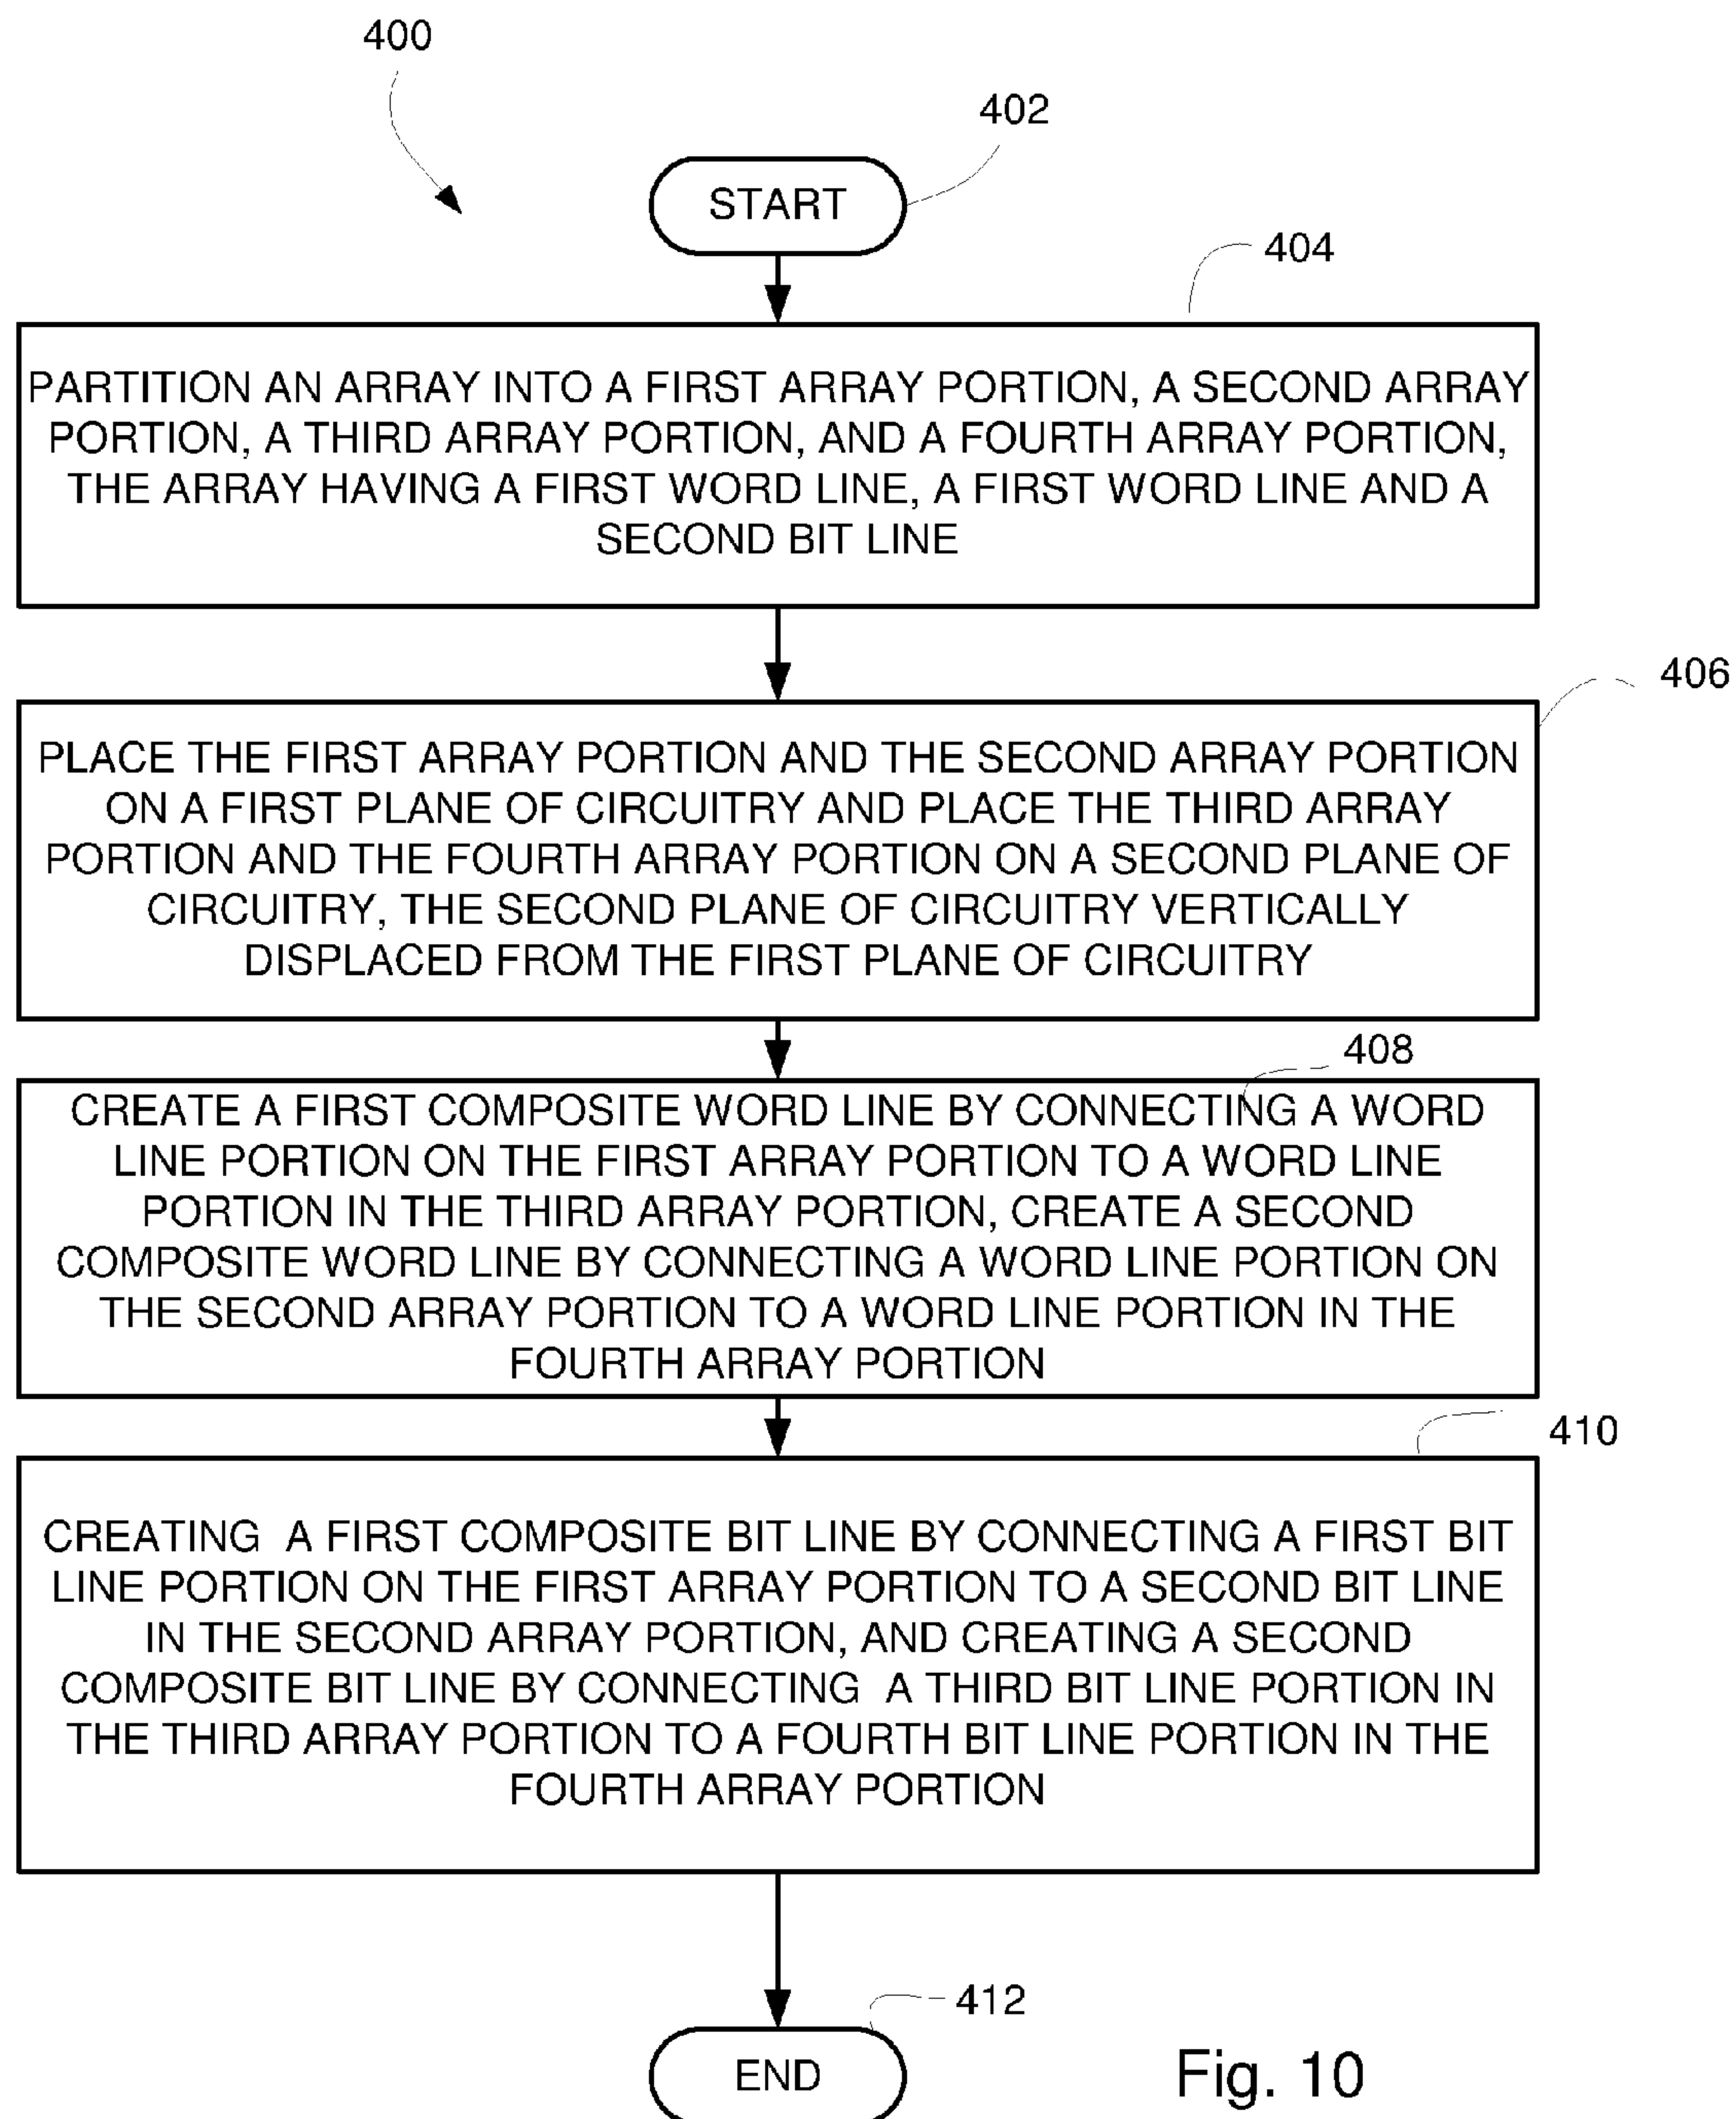 400
402
START
404
PARTITION AN ARRAY INTO A FIRST ARRAY PORTION, A SECOND ARRAY
PORTION, A THIRD ARRAY PORTION, AND A FOURTH ARRAY PORTION,
THE ARRAY HAVING A FIRST WORD LINE, A FIRST WORD LINE AND A
SECOND BIT LINE
406
PLACE THE FIRST ARRAY PORTION AND THE SECOND ARRAY PORTION
ON A FIRST PLANE OF CIRCUITRY AND PLACE THE THIRD ARRAY
PORTION AND THE FOURTH ARRAY PORTION ON A SECOND PLANE OF
CIRCUITRY, THE SECOND PLANE OF CIRCUITRY VERTICALLY
DISPLACED FROM THE FIRST PLANE OF CIRCUITRY
408
CREATE A FIRST COMPOSITE WORD LINE BY CONNECTING A WORD
LINE PORTION ON THE FIRST ARRAY PORTION TO A WORD LINE
PORTION IN THE THIRD ARRAY PORTION, CREATE A SECOND
COMPOSITE WORD LINE BY CONNECTING A WORD LINE PORTION ON
THE SECOND ARRAY PORTION TO A WORD LINE PORTION IN THE
FOURTH ARRAY PORTION
410
CREATING A FIRST COMPOSITE BIT LINE BY CONNECTING A FIRST BIT
LINE PORTION ON THE FIRST ARRAY PORTION TO A SECOND BIT LINE
IN THE SECOND ARRAY PORTION, AND CREATING A SECOND
COMPOSITE BIT LINE BY CONNECTING A THIRD BIT LINE PORTION IN
THE THIRD ARRAY PORTION TO A FOURTH BIT LINE PORTION IN THE
FOURTH ARRAY PORTION
412
END
Fig. 10